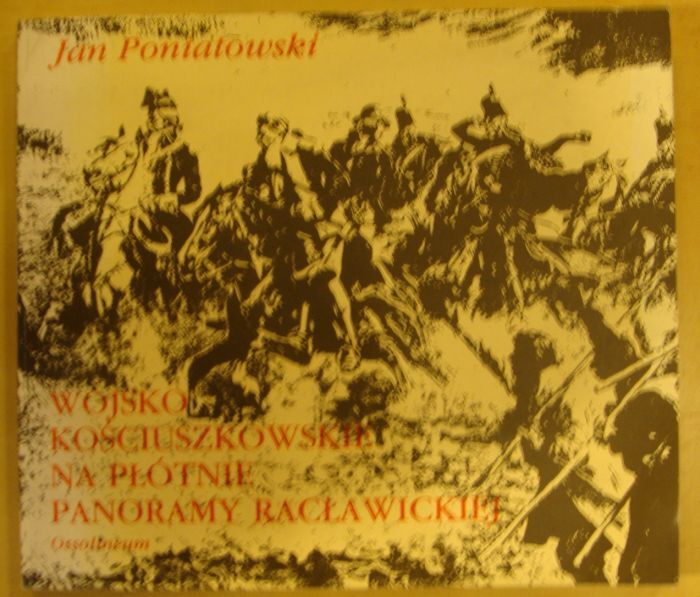 Jan Poniatowski
WOJSKO
KOŚCIUSZKOWSKIE
NA PŁÓTNIE
PANORAMY RACŁAWICKIEJ
Ossolineum